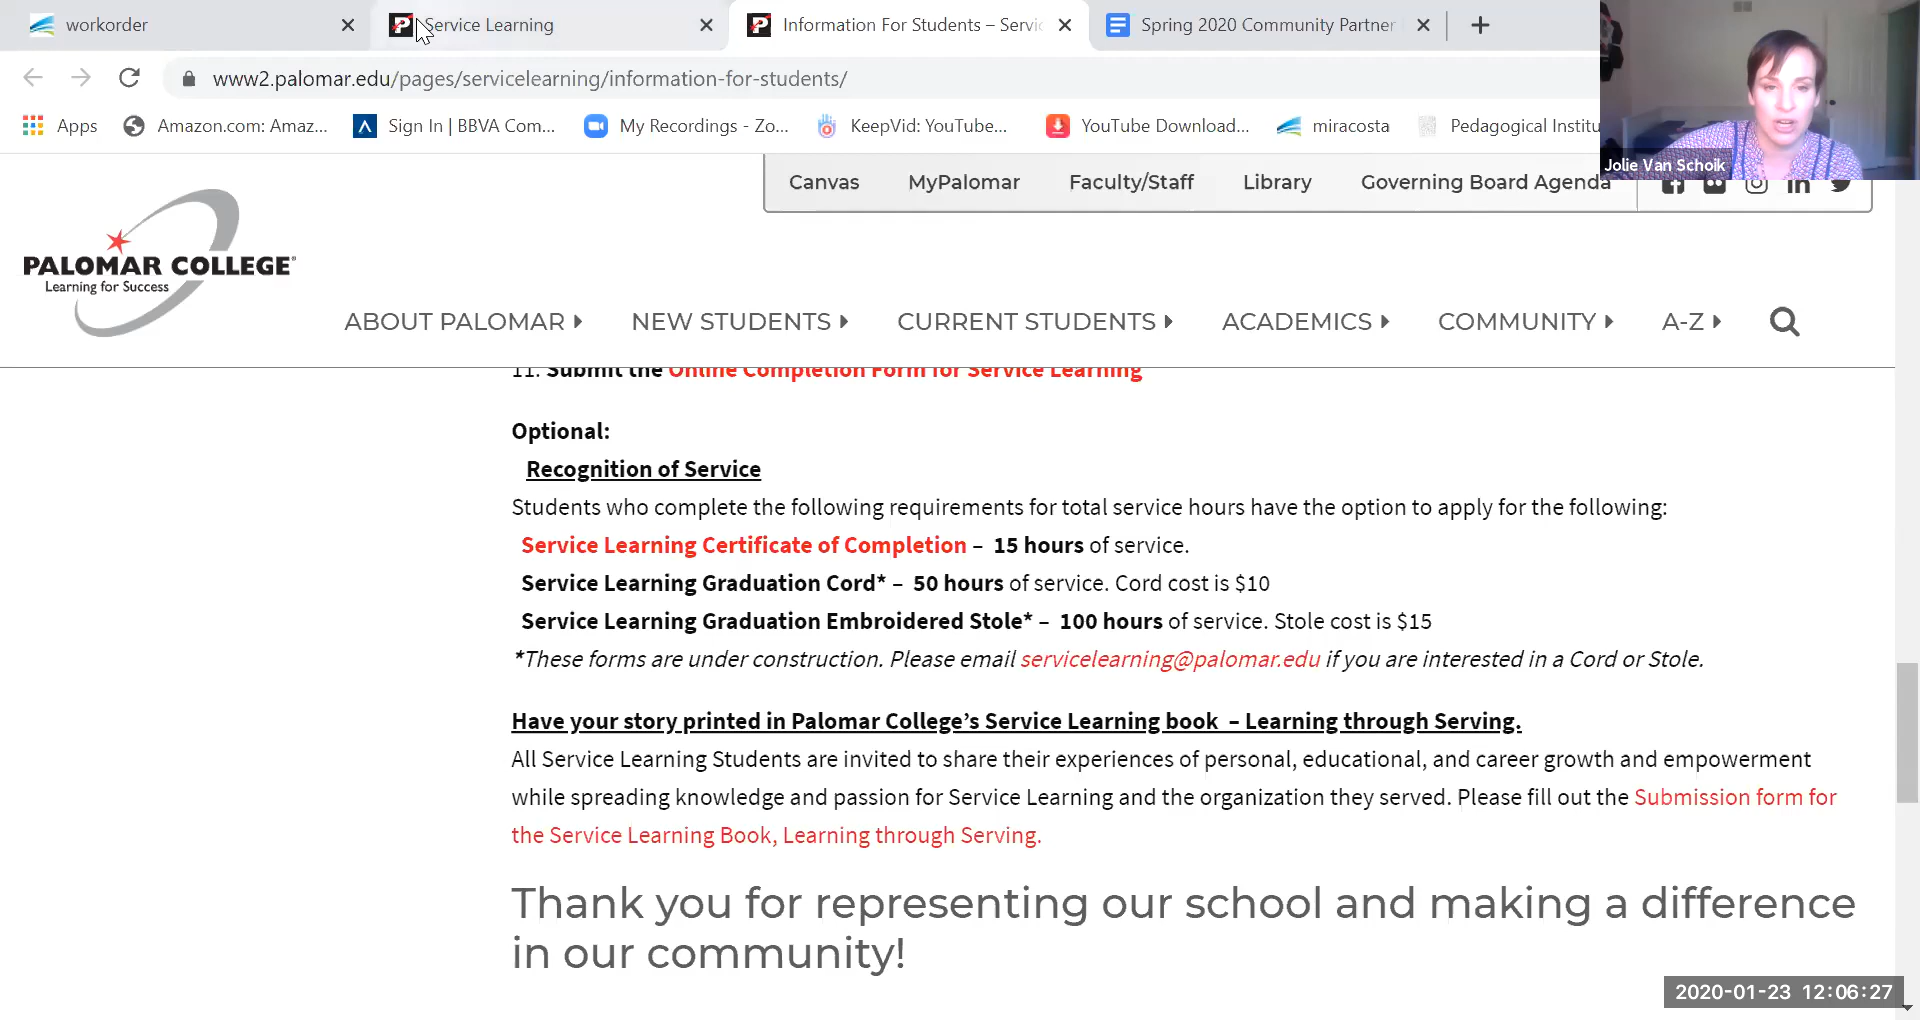 workorder
Service Learning
Information For Students – Servic
Spring 2020 Community Partner
www2.palomar.edu/pages/servicelearning/information-for-students/
Apps
Amazon.com: Amaz...
Sign In | BBVA Com...
My Recordings - Zo...
KeepVid: YouTube...
YouTube Download...
miracosta
Pedagogical Institu
Jolie Van Schoik
Canvas
MyPalomar
Faculty/Staff
Library
Governing Board Agenda
PALOMAR COLLEGE®
Learning for Success
ABOUT PALOMAR
NEW STUDENTS
CURRENT STUDENTS
ACADEMICS
COMMUNITY
A-Z
11. Submit the Online Completion Form for Service Learning
Optional:
Recognition of Service
Students who complete the following requirements for total service hours have the option to apply for the following:
Service Learning Certificate of Completion – 15 hours of service.
Service Learning Graduation Cord* – 50 hours of service. Cord cost is $10
Service Learning Graduation Embroidered Stole* – 100 hours of service. Stole cost is $15
*These forms are under construction. Please email servicelearning@palomar.edu if you are interested in a Cord or Stole.
Have your story printed in Palomar College’s Service Learning book – Learning through Serving.
All Service Learning Students are invited to share their experiences of personal, educational, and career growth and empowerment
while spreading knowledge and passion for Service Learning and the organization they served. Please fill out the Submission form for
the Service Learning Book, Learning through Serving.
Thank you for representing our school and making a difference
in our community!
2020-01-23 12:06:27